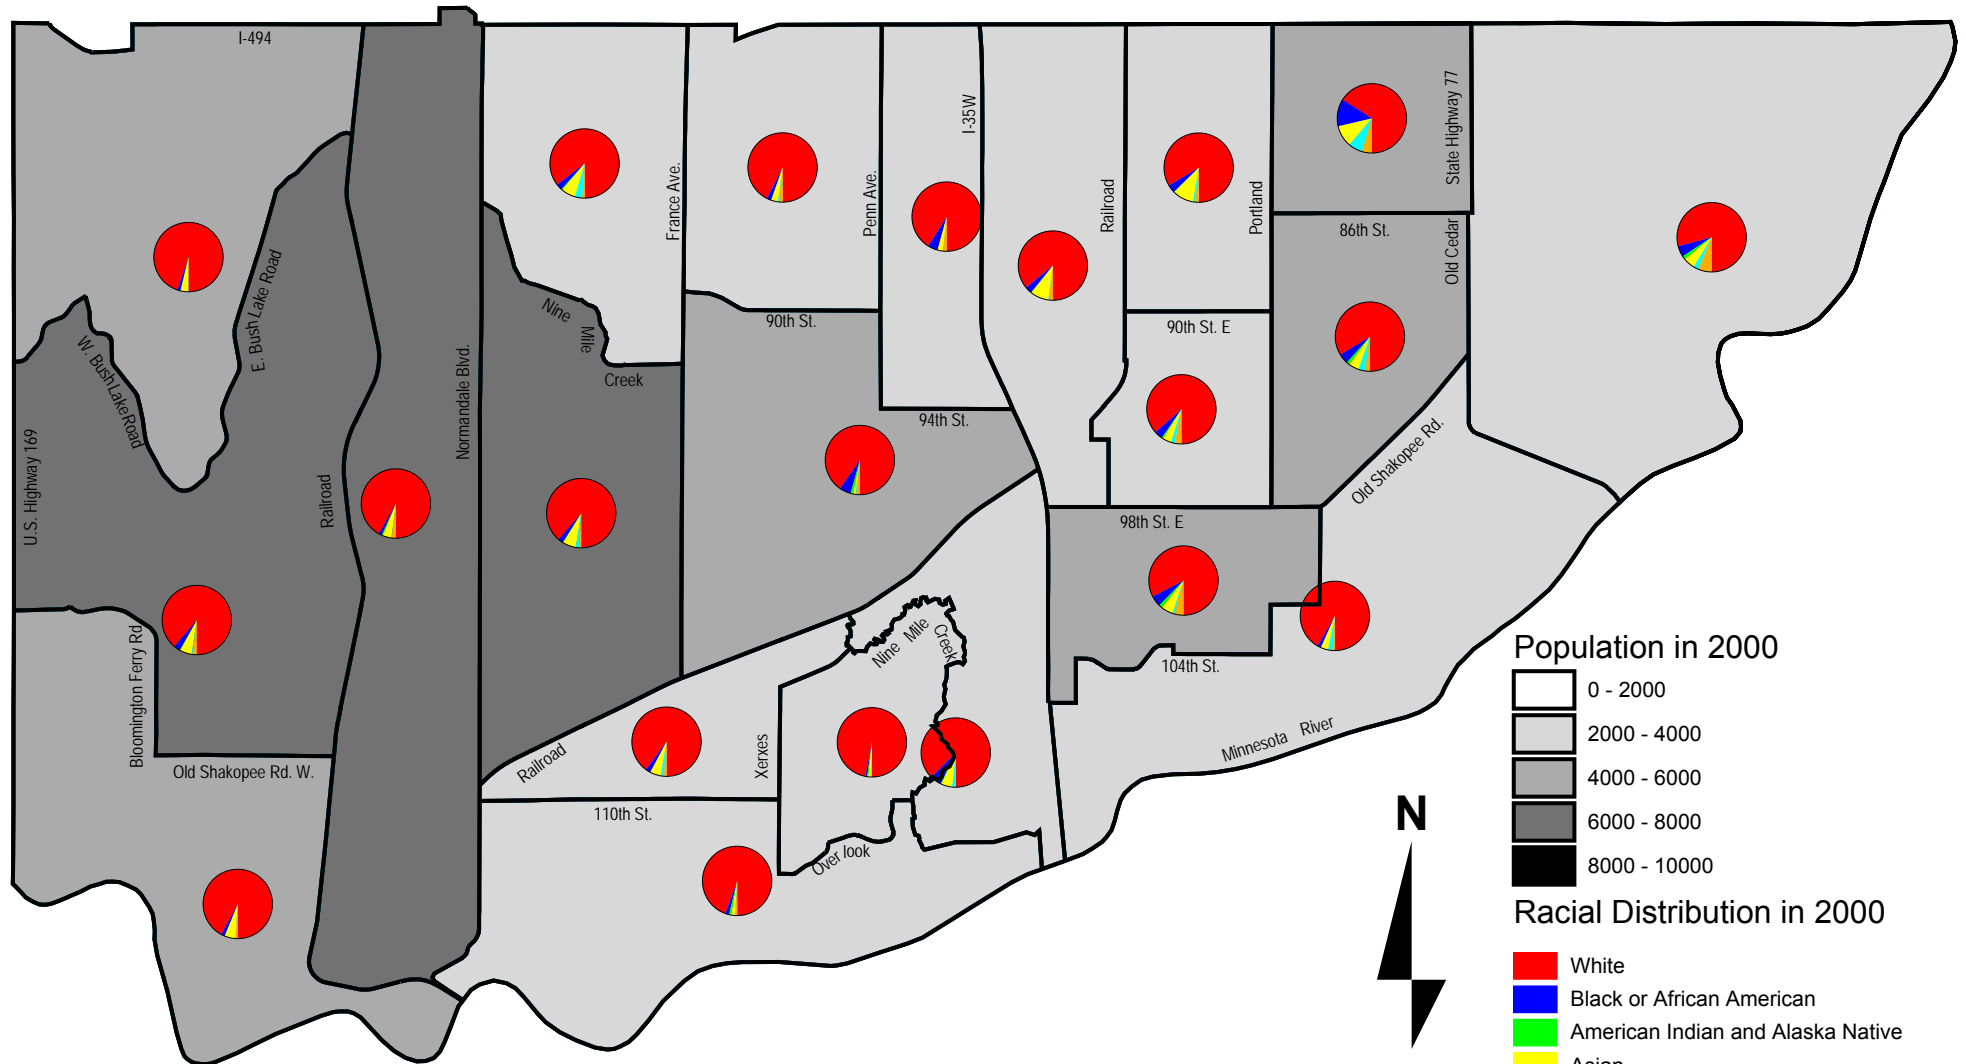 I-494
I-35W
State Highway 77
France Ave.
Penn Ave.
Railroad
Portland
86th St.
Old Cedar
E. Bush Lake Road
W. Bush Lake Road
Nine
Mile
Creek
90th St.
90th St. E
94th St.
Normandale Blvd.
U.S. Highway 169
Railroad
Old Shakopee Rd.
98th St. E
104th St.
Nine Mile
Creek
Bloomington Ferry Rd
Old Shakopee Rd. W.
Railroad
Xerxes
110th St.
Over look
Minnesota River
N
Population in 2000
0 - 2000
2000 - 4000
4000 - 6000
6000 - 8000
8000 - 10000
Racial Distribution in 2000
White
Black or African American
American Indian and Alaska Native
Asian